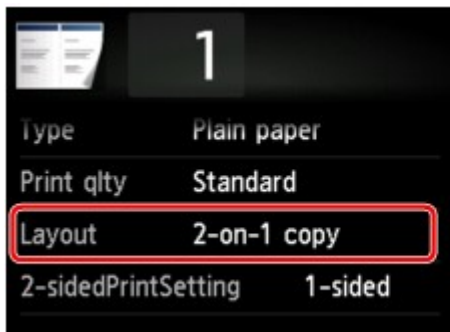 1
Type Plain paper
Print qlty Standard
Layout 2-on-1 copy
2-sidedPrintSetting 1-sided